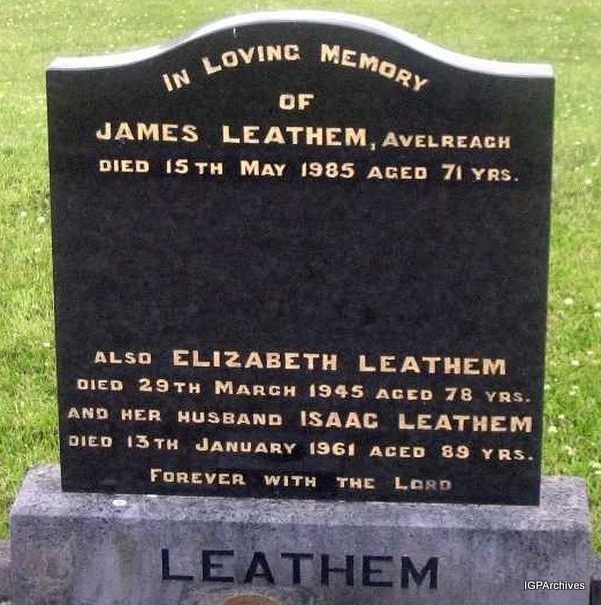 IN LOVING MEMORY
OF
JAMES LEATHEM, AVELREAGH
DIED 15TH MAY 1985 AGED 71 YRS.
ALSO ELIZABETH LEATHEM
DIED 29TH MARCH 1945 AGED 78 YRS.
AND HER HUSBAND ISAAC LEATHEM
DIED 13TH JANUARY 1961 AGED 89 YRS.
FOREVER WITH THE LORD
LEATHEM
IGPArchives